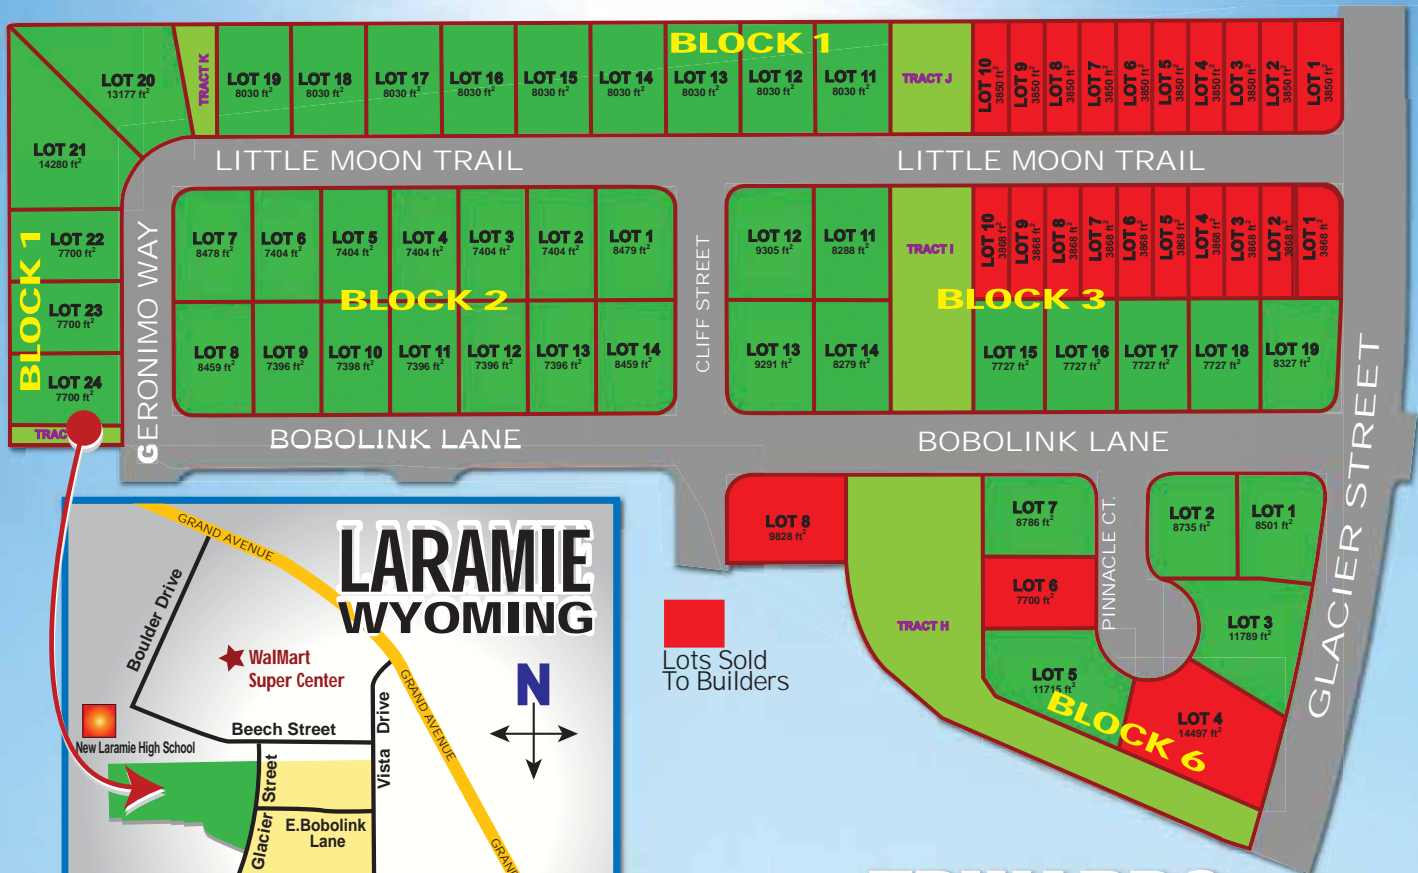 BLOCK 1
LOT 20
13177 ft²
TRACT K
LOT 19
8030 ft²
LOT 18
8030 ft²
LOT 17
8030 ft²
LOT 16
8030 ft²
LOT 15
8030 ft²
LOT 14
8030 ft²
LOT 13
8030 ft²
LOT 12
8030 ft²
LOT 11
8030 ft²
TRACT J
LOT 10
3850 ft²
LOT 9
3850 ft²
LOT 8
3850 ft²
LOT 7
3850 ft²
LOT 6
3850 ft²
LOT 5
3850 ft²
LOT 4
3850 ft²
LOT 3
3850 ft²
LOT 2
3850 ft²
LOT 1
3850 ft²
LOT 21
14280 ft²
LITTLE MOON TRAIL
LITTLE MOON TRAIL
BLOCK 1
LOT 22
7700 ft²
LOT 23
7700 ft²
LOT 24
7700 ft²
TRAC
GERONIMO WAY
LOT 7
8478 ft²
LOT 6
7404 ft²
LOT 5
7404 ft²
LOT 4
7404 ft²
LOT 3
7404 ft²
LOT 2
7404 ft²
LOT 1
8479 ft²
BLOCK 2
LOT 8
8459 ft²
LOT 9
7396 ft²
LOT 10
7398 ft²
LOT 11
7396 ft²
LOT 12
7396 ft²
LOT 13
7396 ft²
LOT 14
8459 ft²
CLIFF STREET
LOT 12
9305 ft²
LOT 11
8288 ft²
TRACT I
LOT 10
3868 ft²
LOT 9
3868 ft²
LOT 8
3868 ft²
LOT 7
3868 ft²
LOT 6
3868 ft²
LOT 5
3868 ft²
LOT 4
3868 ft²
LOT 3
3868 ft²
LOT 2
3868 ft²
LOT 1
3868 ft²
BLOCK 3
LOT 13
9291 ft²
LOT 14
8279 ft²
LOT 15
7727 ft²
LOT 16
7727 ft²
LOT 17
7727 ft²
LOT 18
7727 ft²
LOT 19
8327 ft²
BOBOLINK LANE
BOBOLINK LANE
GLACIER STREET
LOT 8
9828 ft²
TRACT H
LOT 7
8786 ft²
LOT 6
7700 ft²
LOT 5
11715 ft²
PINNACLE CT.
LOT 2
8735 ft²
LOT 1
8501 ft²
LOT 3
11789 ft²
LOT 4
14497 ft²
BLOCK 6
Lots Sold
To Builders
LARAMIE
WYOMING
N
GRAND AVENUE
Boulder Drive
WalMart
Super Center
GRAND AVENUE
Vista Drive
Beech Street
New Laramie High School
Glacier Street
E.Bobolink
Lane